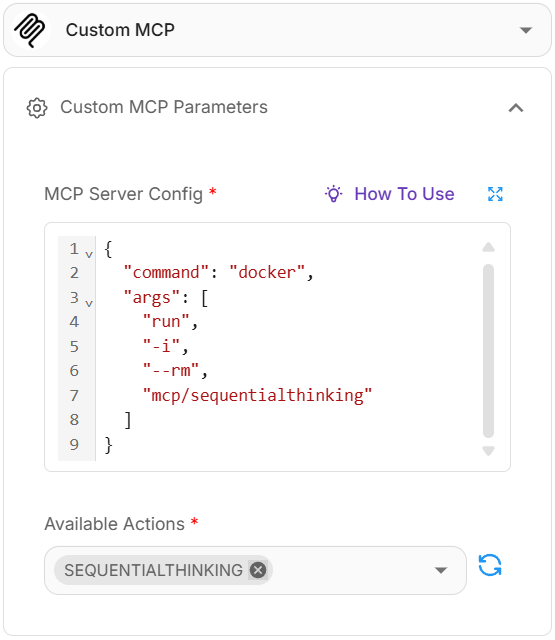 Custom MCP
Custom MCP Parameters
MCP Server Config *
How To Use
1 {
2   "command": "docker",
3   "args": [
4     "run",
5     "-i",
6     "--rm",
7     "mcp/sequentialthinking"
8   ]
9 }
Available Actions *
SEQUENTIALTHINKING